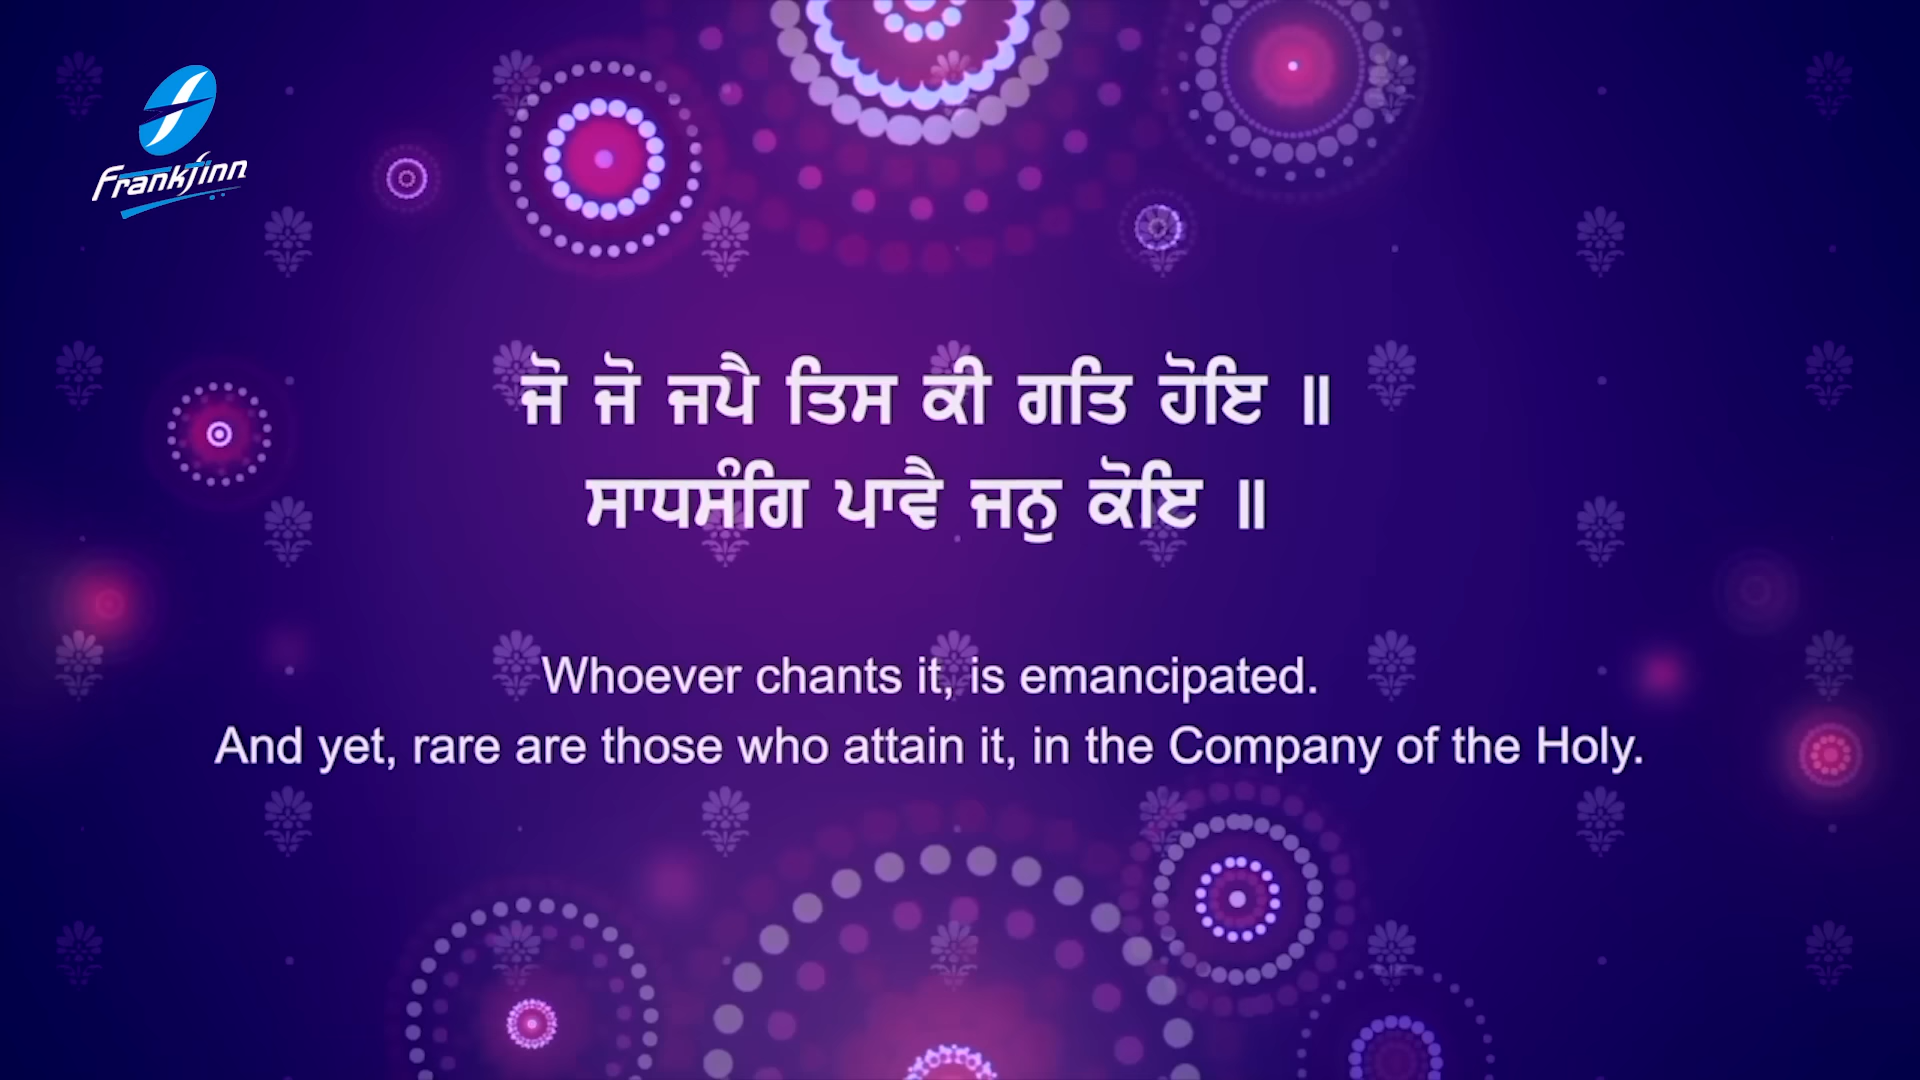 Frankfinn
ਜੋ ਜੋ ਜਪੈ ਤਿਸ ਕੀ ਗਤਿ ਹੋਇ ॥
ਸਾਧਸੰਗਿ ਪਾਵੈ ਜਨੁ ਕੋਇ ॥
Whoever chants it, is emancipated.
And yet, rare are those who attain it, in the Company of the Holy.